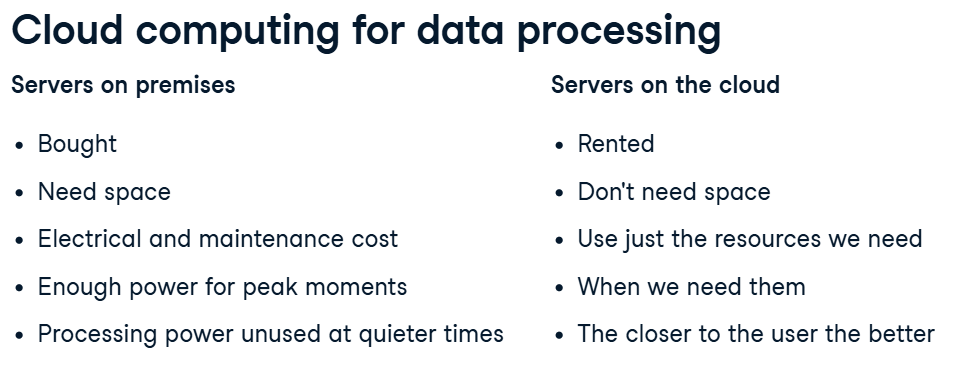 Cloud computing for data processing
Servers on premises
• Bought
• Need space
• Electrical and maintenance cost
• Enough power for peak moments
• Processing power unused at quieter times
Servers on the cloud
• Rented
• Don't need space
• Use just the resources we need
• When we need them
• The closer to the user the better